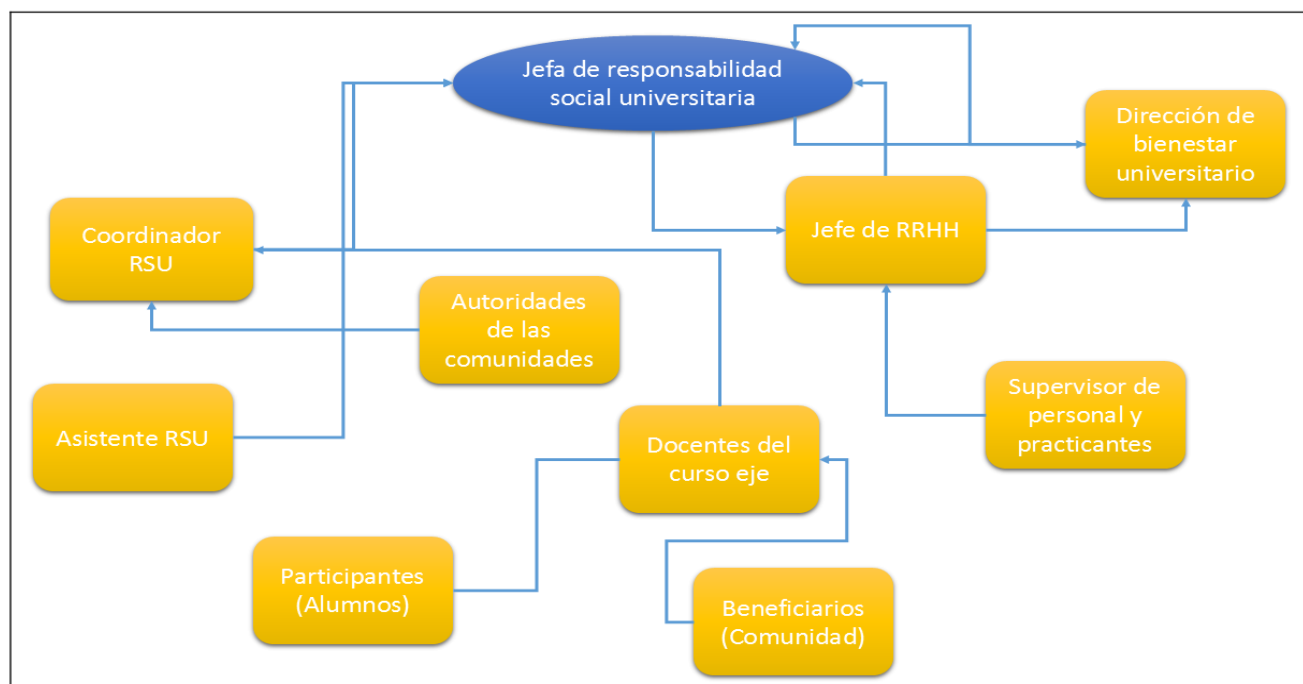 Jefa de responsabilidad
social universitaria
Dirección de
bienestar
universitario
Coordinador
RSU
Jefe de RRHH
Autoridades
de las
comunidades
Asistente RSU
Supervisor de
personal y
practicantes
Docentes del
curso eje
Participantes
(Alumnos)
Beneficiarios
(Comunidad)